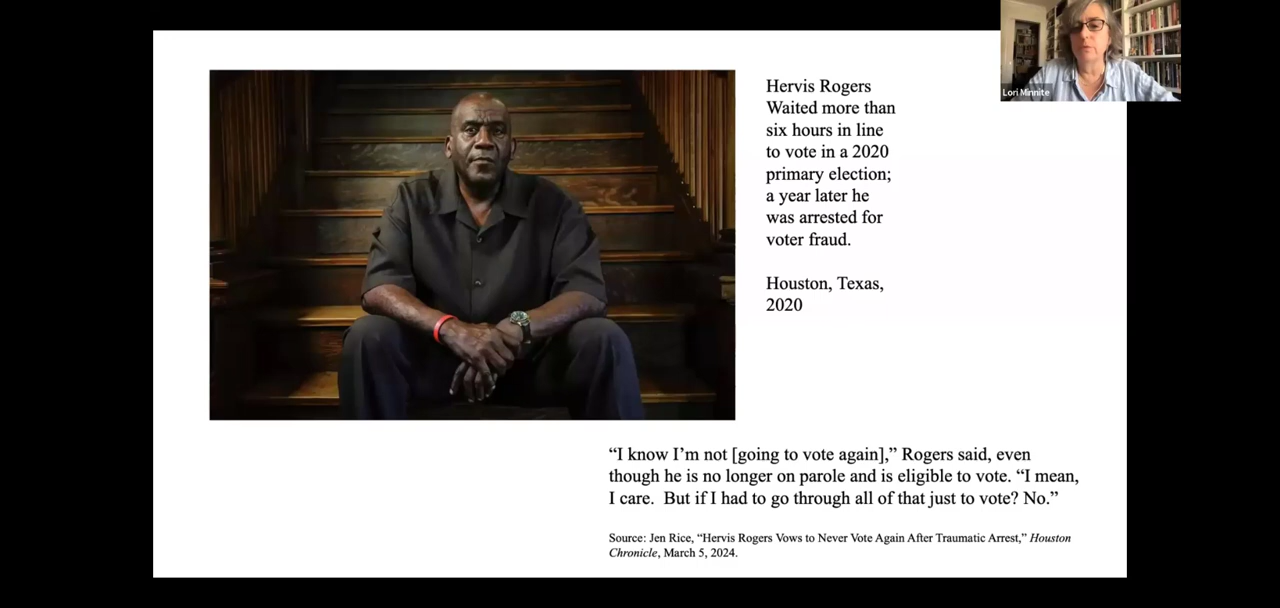 Hervis Rogers
Waited more than
six hours in line
to vote in a 2020
primary election;
a year later he
was arrested for
voter fraud.
Houston, Texas,
2020
Lori Minnite
“I know I’m not [going to vote again],” Rogers said, even
though he is no longer on parole and is eligible to vote. “I mean,
I care.  But if I had to go through all of that just to vote? No.”
Source: Jen Rice, “Hervis Rogers Vows to Never Vote Again After Traumatic Arrest,” Houston
Chronicle, March 5, 2024.